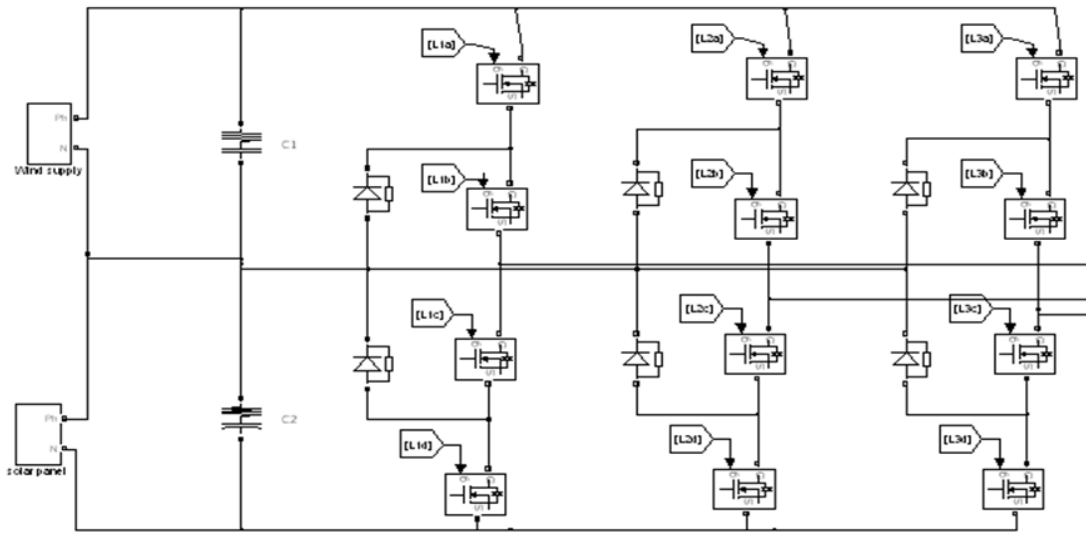 [L1a]
[L2a]
[L3a]
Ph
N
Wind supply
C1
[L1b]
[L2b]
[L3b]
[L1c]
[L2c]
[L3c]
Ph
N
solar panel
C2
[L1d]
[L2d]
[L3d]